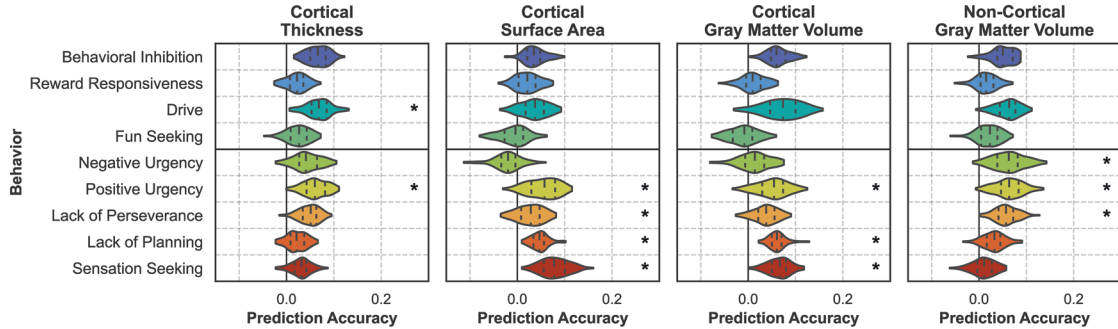 Cortical
Thickness
Cortical
Surface Area
Cortical
Gray Matter Volume
Non-Cortical
Gray Matter Volume
Behavior
Behavioral Inhibition
Reward Responsiveness
Drive *
Fun Seeking
Negative Urgency *
Positive Urgency * * * *
Lack of Perseverance * *
Lack of Planning * *
Sensation Seeking * *
0.0 0.2 0.0 0.2 0.0 0.2 0.0 0.2
Prediction Accuracy Prediction Accuracy Prediction Accuracy Prediction Accuracy